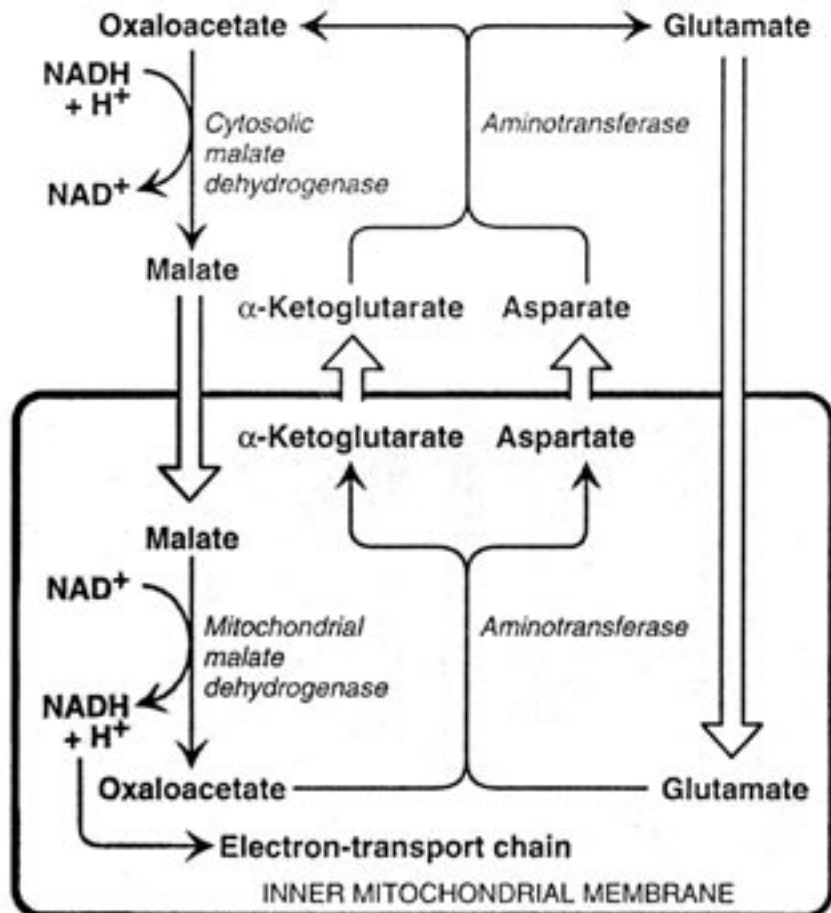 Oxaloacetate
Glutamate
NADH
+ H+
Cytosolic
malate
dehydrogenase
Aminotransferase
NAD+
Malate
α-Ketoglutarate
Asparate
α-Ketoglutarate
Aspartate
Malate
NAD+
Mitochondrial
malate
dehydrogenase
Aminotransferase
NADH
+ H+
Oxaloacetate
Glutamate
Electron-transport chain
INNER MITOCHONDRIAL MEMBRANE